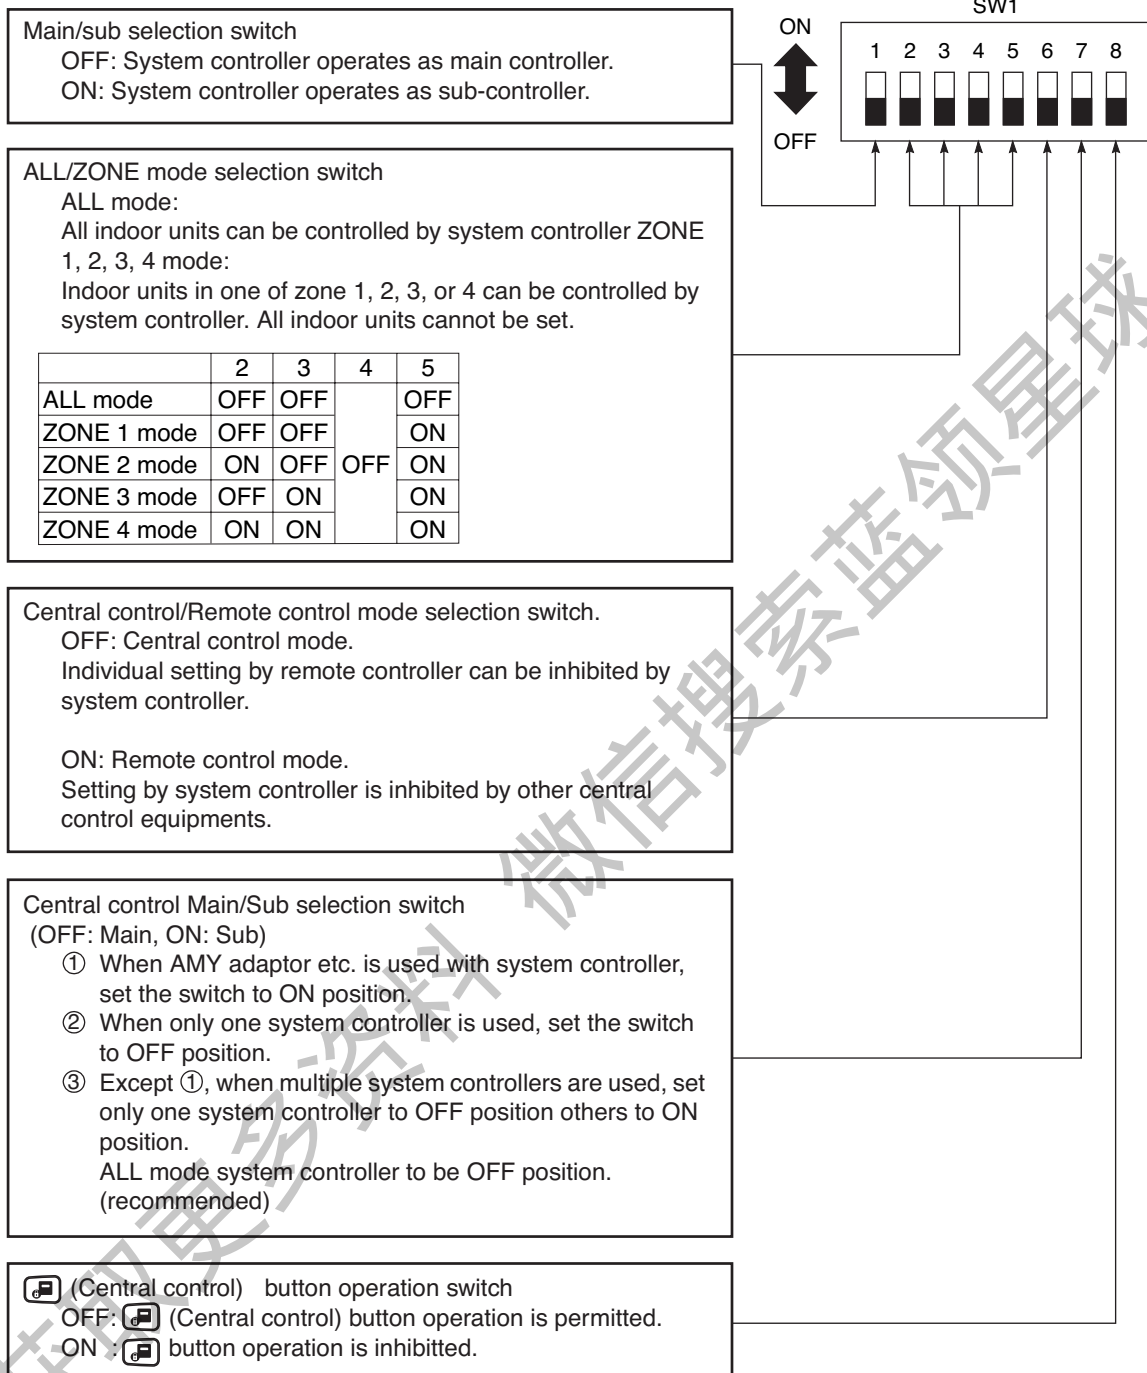 SW1
ON
OFF
1 2 3 4 5 6 7 8
Main/sub selection switch
OFF: System controller operates as main controller.
ON: System controller operates as sub-controller.
ALL/ZONE mode selection switch
ALL mode:
All indoor units can be controlled by system controller ZONE
1, 2, 3, 4 mode:
Indoor units in one of zone 1, 2, 3, or 4 can be controlled by
system controller. All indoor units cannot be set.
2 3 4 5
ALL mode OFF OFF OFF
ZONE 1 mode OFF OFF ON
ZONE 2 mode ON OFF OFF ON
ZONE 3 mode OFF ON ON
ZONE 4 mode ON ON ON
Central control/Remote control mode selection switch.
OFF: Central control mode.
Individual setting by remote controller can be inhibited by
system controller.
ON: Remote control mode.
Setting by system controller is inhibited by other central
control equipments.
Central control Main/Sub selection switch
(OFF: Main, ON: Sub)
① When AMY adaptor etc. is used with system controller,
set the switch to ON position.
② When only one system controller is used, set the switch
to OFF position.
③ Except ①, when multiple system controllers are used, set
only one system controller to OFF position others to ON
position.
ALL mode system controller to be OFF position.
(recommended)
(Central control) button operation switch
OFF: (Central control) button operation is permitted.
ON : button operation is inhibitted.
获取更多资料 微信搜索蓝领星球